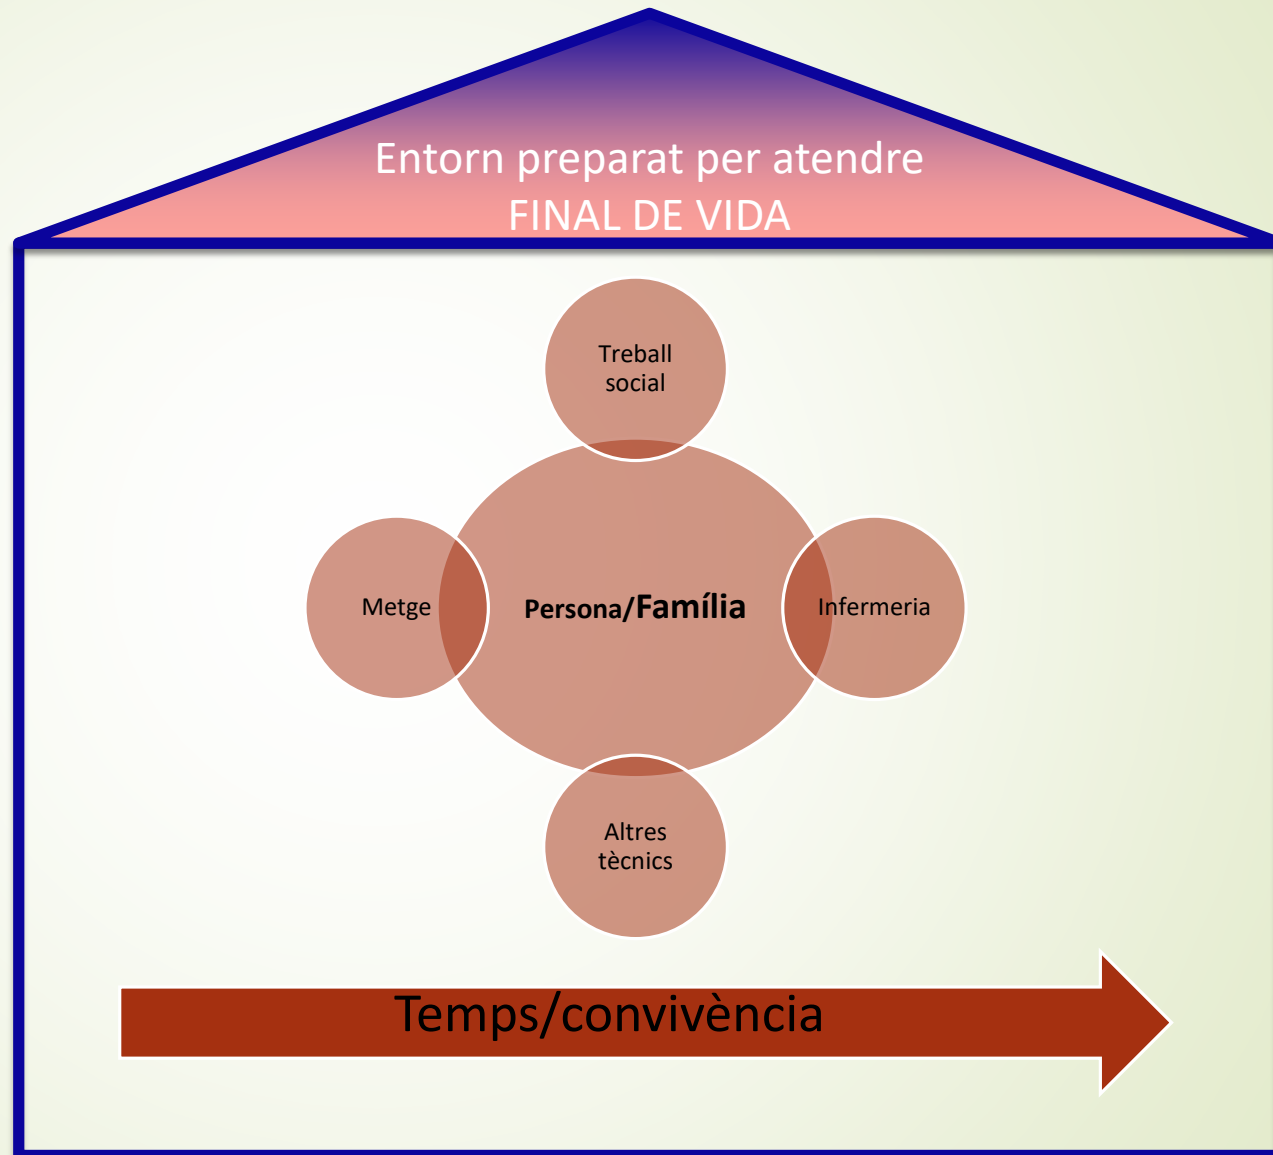 Entorn preparat per atendre
FINAL DE VIDA
Treball
social
Metge
Persona/Família
Infermeria
Altres
tècnics
Temps/convivència